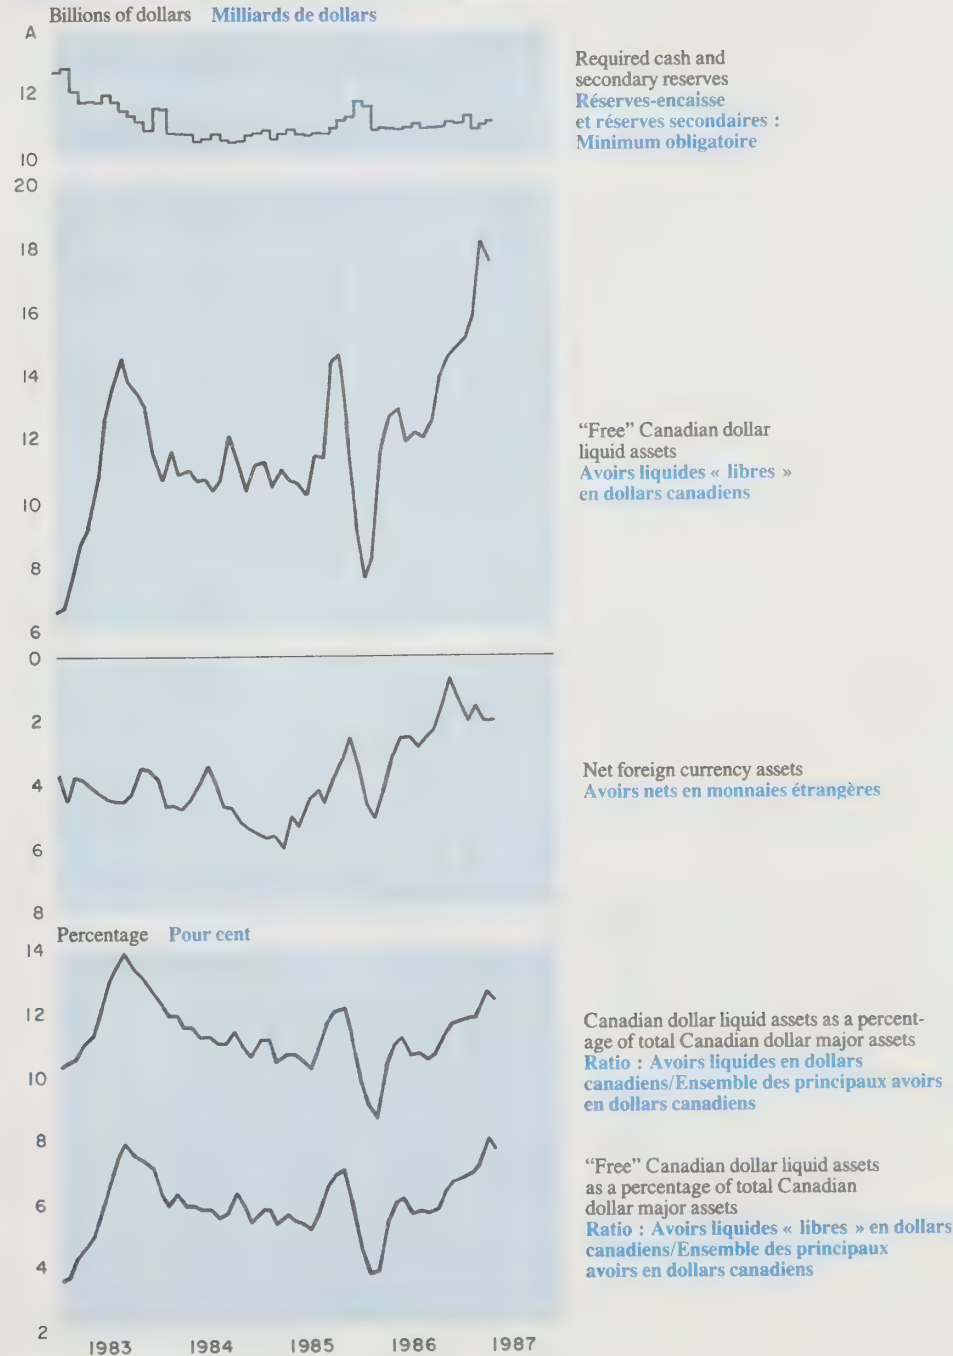 Billions of dollars Milliards de dollars
A
12
10
Required cash and
secondary reserves
Réserves-encaisse
et réserves secondaires :
Minimum obligatoire
20
18
16
14
12
10
8
6
"Free" Canadian dollar
liquid assets
Avoirs liquides « libres »
en dollars canadiens
0
2
4
6
8
Net foreign currency assets
Avoirs nets en monnaies étrangères
Percentage Pour cent
14
12
10
8
6
4
2
Canadian dollar liquid assets as a percent-
age of total Canadian dollar major assets
Ratio : Avoirs liquides en dollars
canadiens/Ensemble des principaux avoirs
en dollars canadiens
"Free" Canadian dollar liquid assets
as a percentage of total Canadian
dollar major assets
Ratio : Avoirs liquides « libres » en dollars
canadiens/Ensemble des principaux
avoirs en dollars canadiens
1983 1984 1985 1986 1987